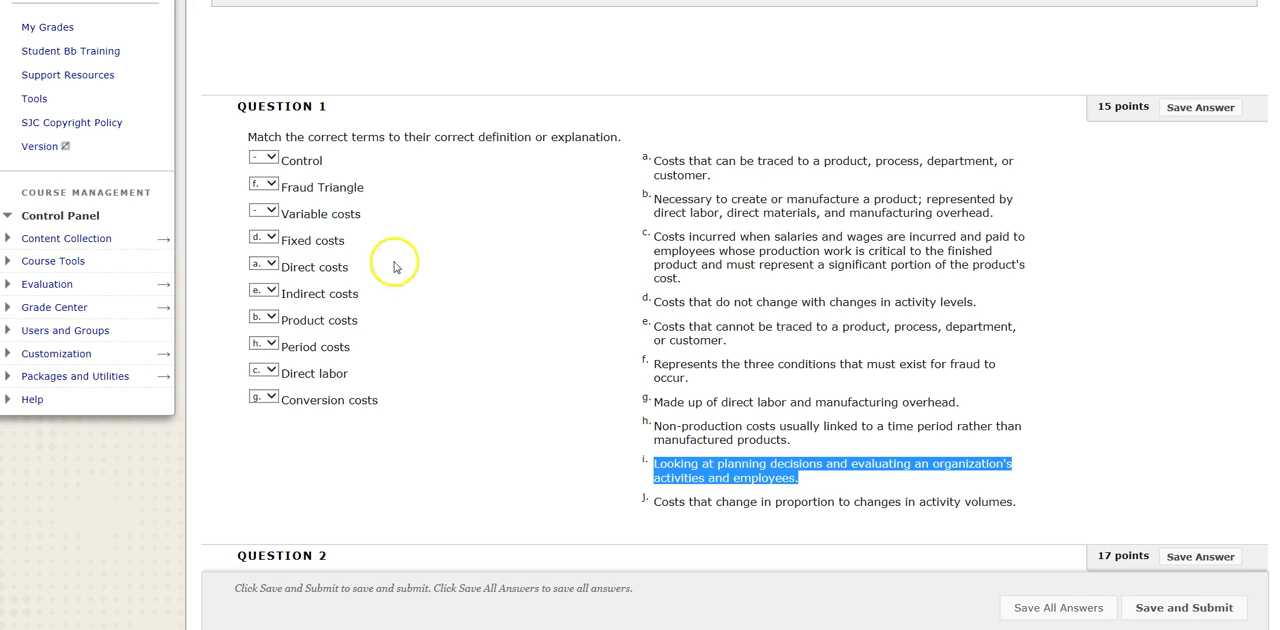 My Grades
Student Bb Training
Support Resources
Tools
SJC Copyright Policy
Version
COURSE MANAGEMENT
Control Panel
Content Collection →
Course Tools
Evaluation →
Grade Center →
Users and Groups
Customization →
Packages and Utilities →
Help
QUESTION 1
15 points
Save Answer
Match the correct terms to their correct definition or explanation.
- Control
f. Fraud Triangle
- Variable costs
d. Fixed costs
a. Direct costs
e. Indirect costs
b. Product costs
h. Period costs
c. Direct labor
g. Conversion costs
a. Costs that can be traced to a product, process, department, or
customer.
b. Necessary to create or manufacture a product; represented by
direct labor, direct materials, and manufacturing overhead.
c. Costs incurred when salaries and wages are incurred and paid to
employees whose production work is critical to the finished
product and must represent a significant portion of the product's
cost.
d. Costs that do not change with changes in activity levels.
e. Costs that cannot be traced to a product, process, department,
or customer.
f. Represents the three conditions that must exist for fraud to
occur.
g. Made up of direct labor and manufacturing overhead.
h. Non-production costs usually linked to a time period rather than
manufactured products.
i. Looking at planning decisions and evaluating an organization's
activities and employees.
j. Costs that change in proportion to changes in activity volumes.
QUESTION 2
17 points
Save Answer
Click Save and Submit to save and submit. Click Save All Answers to save all answers.
Save All Answers
Save and Submit